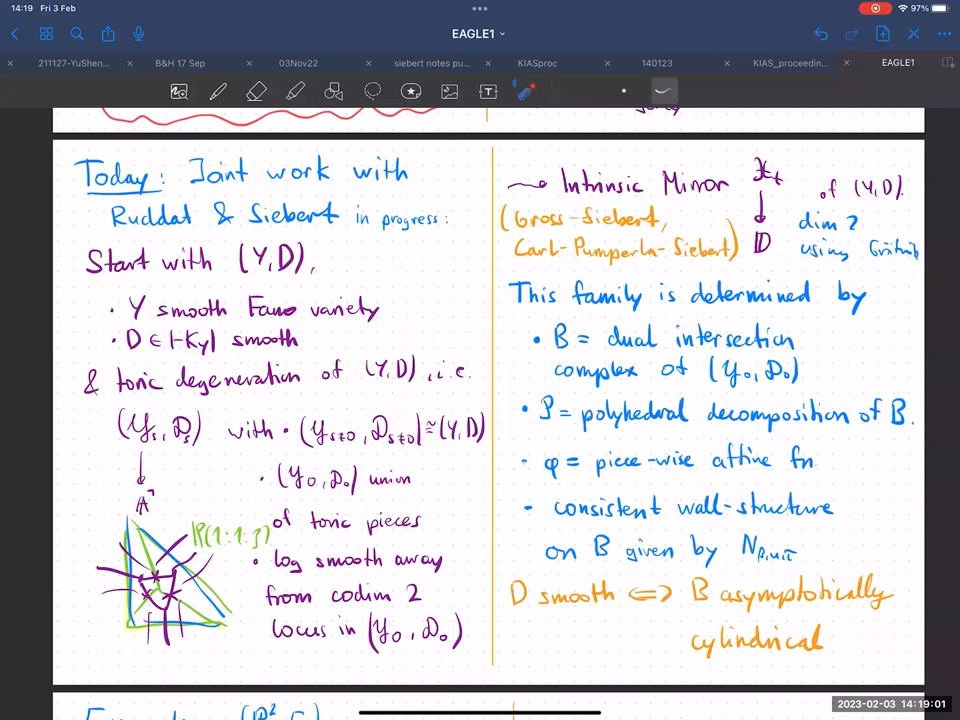 14:19 Fri 3 Feb
97%
EAGLE1
211127-YuShen...
B&H 17 Sep
03Nov22
siebert notes pu...
KIASproc
140123
KIAS_proceedin...
EAGLE1
Today: Joint work with
Ruddat & Siebert in progress:
Start with (Y,D),
· Y smooth Fano variety
· D ∈ |-K_Y| smooth
& toric degeneration of (Y,D), i.e.
(𝒴_s, 𝒟_s) with · (𝒴_{s≠0}, 𝒟_{s≠0}) ≅ (Y,D)
↓
𝔸^1
· (𝒴_0, 𝒟_0) union
of toric pieces
ℙ(1:1:3)
· log smooth away
from codim 2
locus in (𝒴_0, 𝒟_0)
⇝ Intrinsic Mirror 𝒳_t of (Y,D).
↓
𝔻
(Gross-Siebert,
Carl-Pumperla-Siebert)
dim 2
using
This family is determined by
· B = dual intersection
complex of (𝒴_0, 𝒟_0)
· 𝒫 = polyhedral decomposition of B.
· φ = piece-wise affine fn.
· consistent wall-structure
on B given by
D smooth ⟺ B asymptotically
cylindrical
(ℙ²
2023-02-03 14:19:01